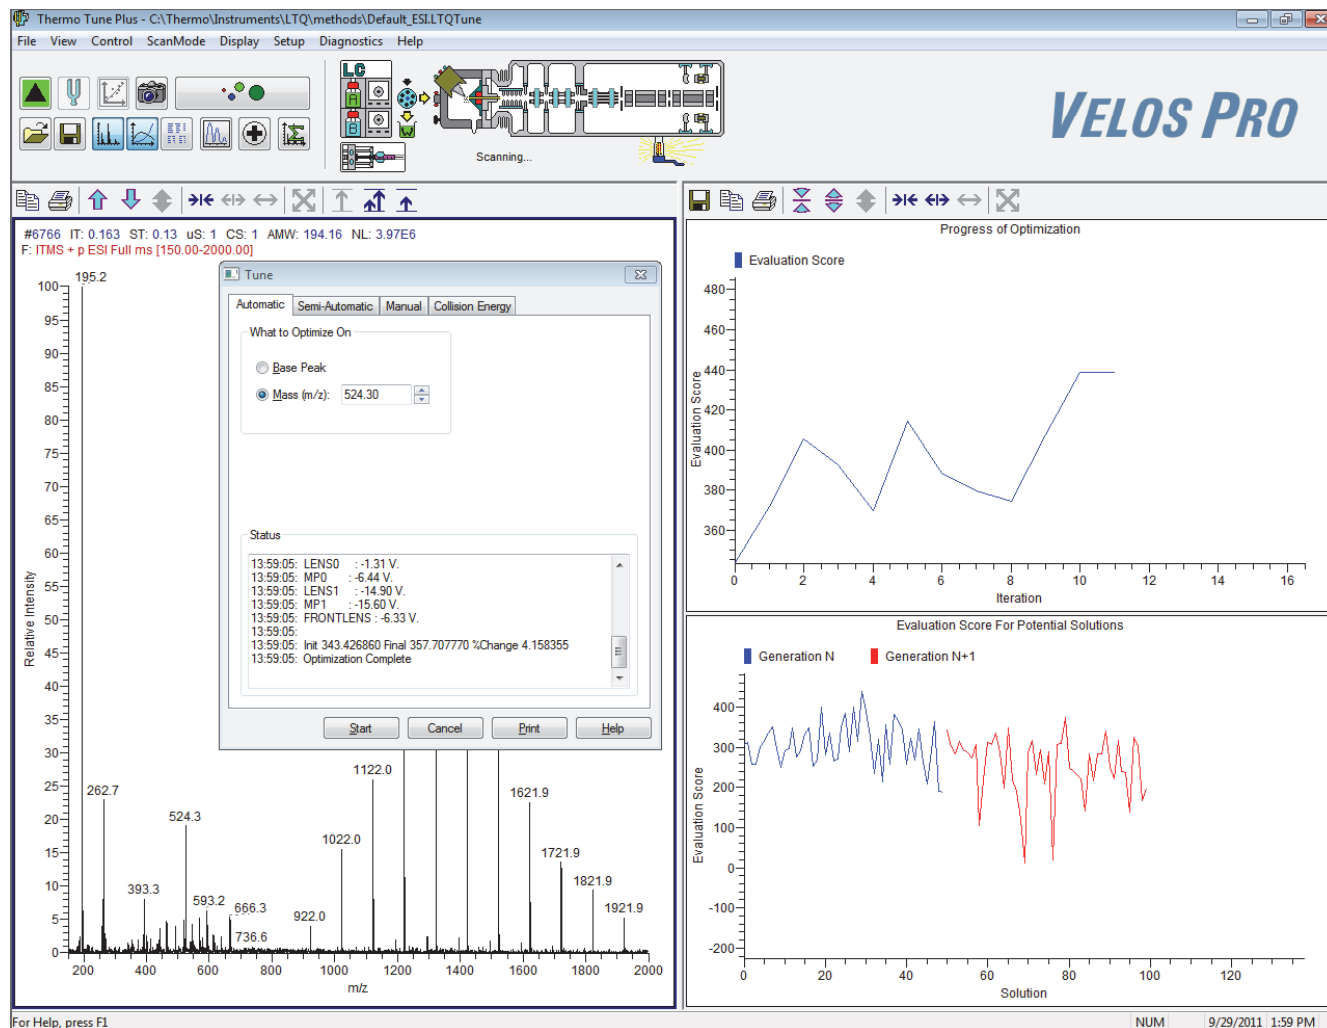 Thermo Tune Plus - C:\Thermo\Instruments\LTQ\methods\Default_ESI.LTQTune
File View Control ScanMode Display Setup Diagnostics Help
LC
A
B
Scanning...
VELOS PRO
#6766 IT: 0.163 ST: 0.13 uS: 1 CS: 1 AMW: 194.16 NL: 3.97E6
F: ITMS + p ESI Full ms [150.00-2000.00]
195.2
100
95
90
85
80
75
70
65
60
55
50
45
40
35
30
25
20
15
10
5
0
Relative Intensity
262.7
393.3
524.3
593.2
666.3
736.6
922.0
1022.0
1122.0
1621.9
1721.9
1821.9
1921.9
200 400 600 800 1000 1200 1400 1600 1800 2000
m/z
Tune
Automatic Semi-Automatic Manual Collision Energy
What to Optimize On
Base Peak
Mass (m/z): 524.30
Status
13:59:05: LENS0 : -1.31 V.
13:59:05: MP0 : -6.44 V.
13:59:05: LENS1 : -14.90 V.
13:59:05: MP1 : -15.60 V.
13:59:05: FRONTLENS : -6.33 V.
13:59:05:
13:59:05: Init 343.426860 Final 357.707770 %Change 4.158355
13:59:05: Optimization Complete
Start Cancel Print Help
Progress of Optimization
Evaluation Score
480
460
440
420
400
380
360
Evaluation Score
0 2 4 6 8 10 12 14 16
Iteration
Evaluation Score For Potential Solutions
Generation N Generation N+1
400
300
200
100
0
-100
-200
Evaluation Score
0 20 40 60 80 100 120
Solution
For Help, press F1
NUM 9/29/2011 1:59 PM